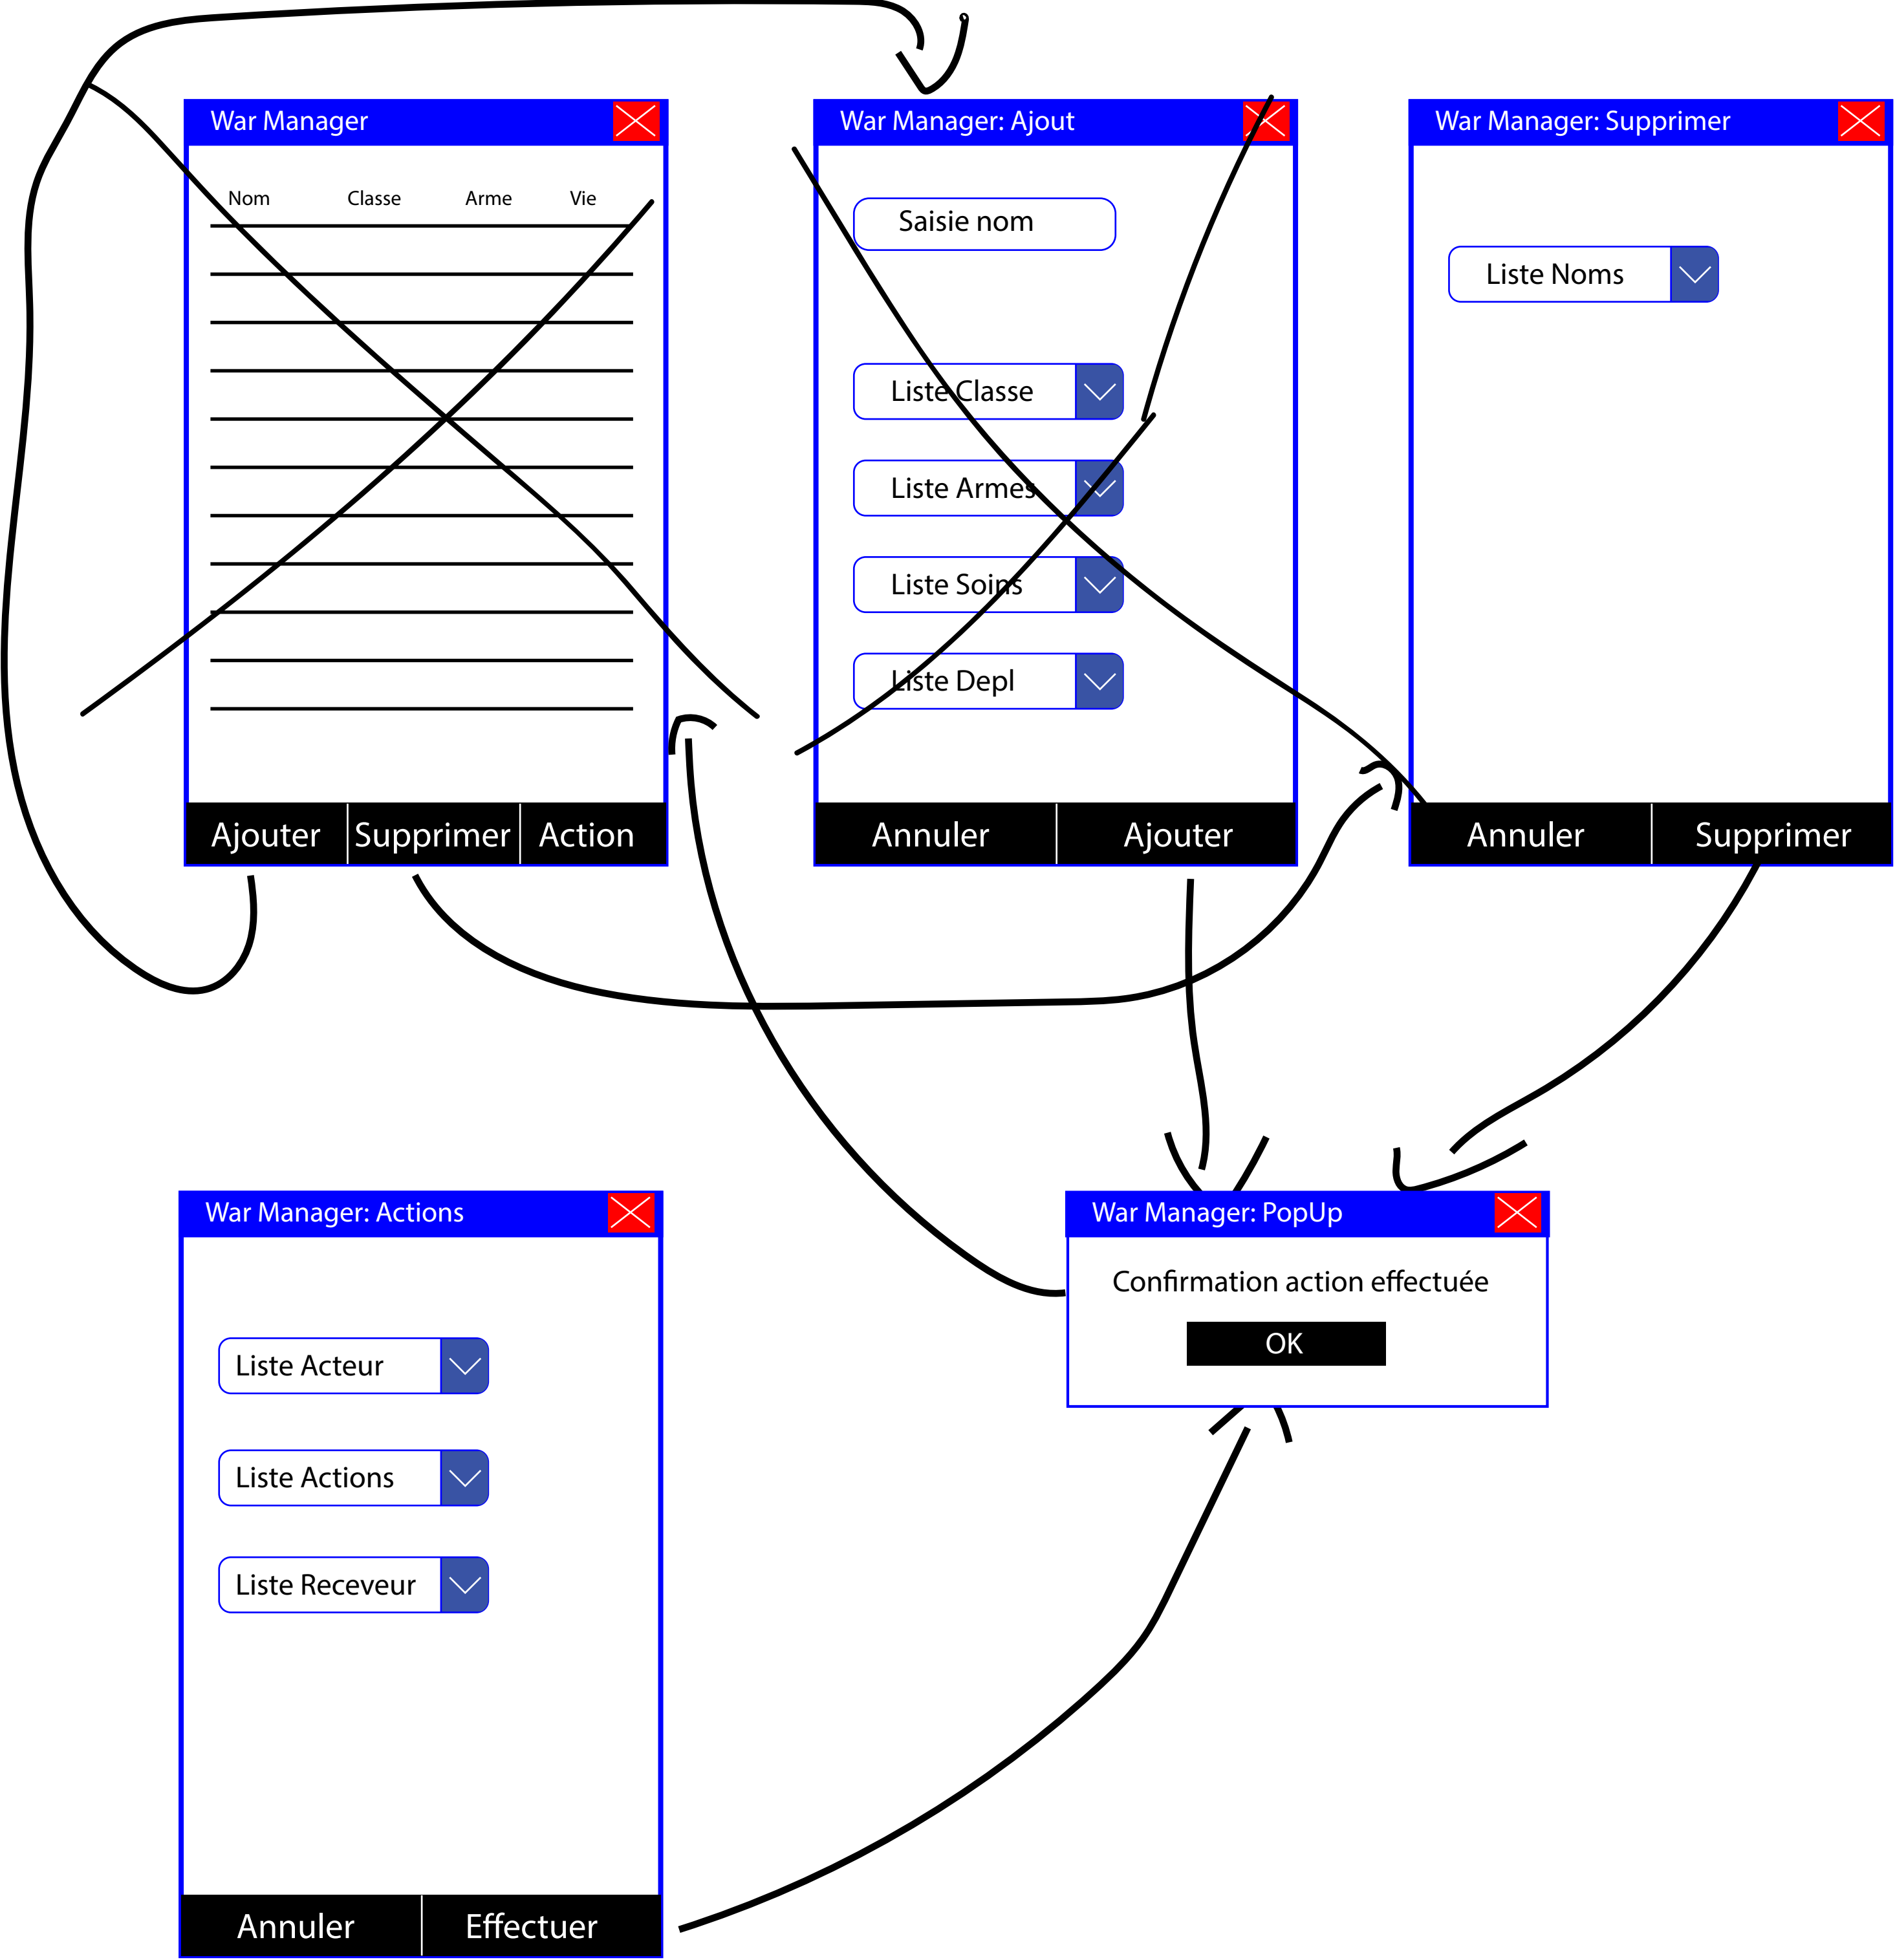 War Manager
Nom Classe Arme Vie
Ajouter Supprimer Action
War Manager: Ajout
Saisie nom
Liste Classe
Liste Armes
Liste Soins
Liste Depl
Annuler Ajouter
War Manager: Supprimer
Liste Noms
Annuler Supprimer
War Manager: Actions
Liste Acteur
Liste Actions
Liste Receveur
Annuler Effectuer
War Manager: PopUp
Confirmation action effectuée
OK